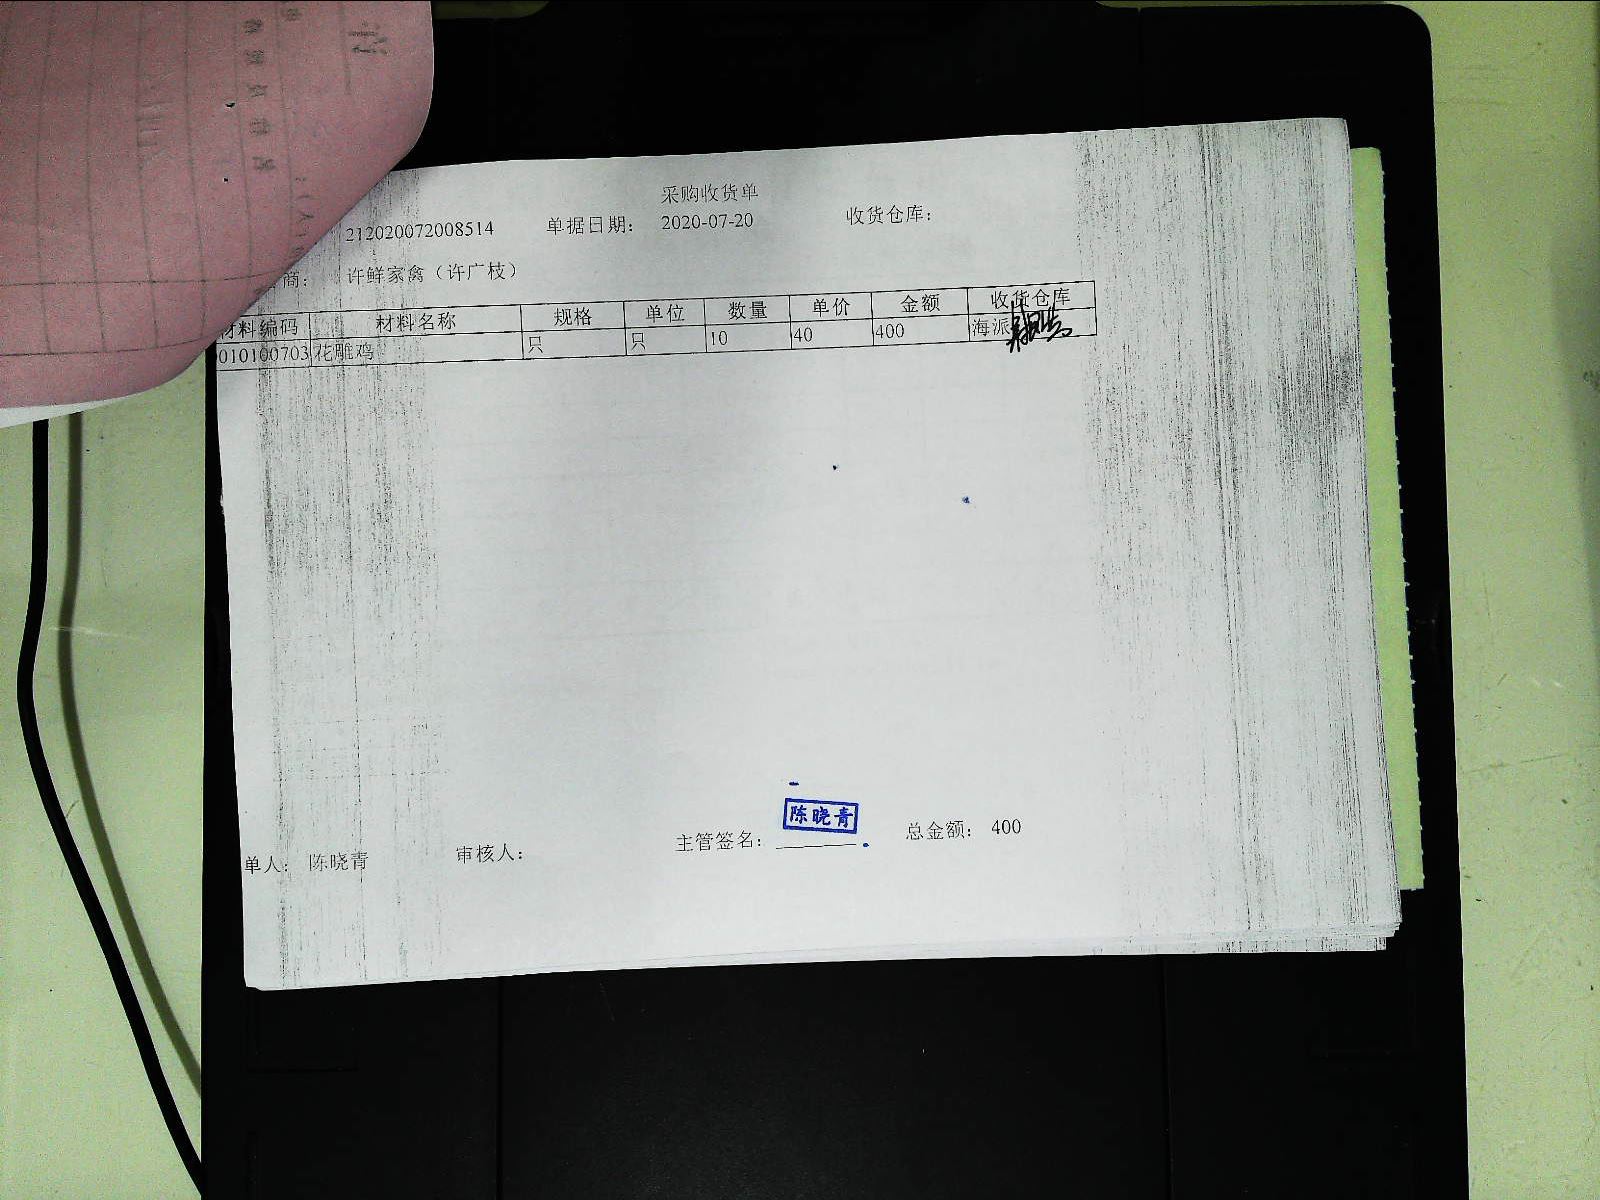 采购收货单
212020072008514 单据日期： 2020-07-20 收货仓库：
商： 许鲜家禽（许广枝）
材料编码 材料名称 规格 单位 数量 单价 金额 收货仓库
010100703 花雕鸡 只 只 10 40 400 海派
陈晓青
单人： 陈晓青 审核人： 主管签名： 总金额： 400